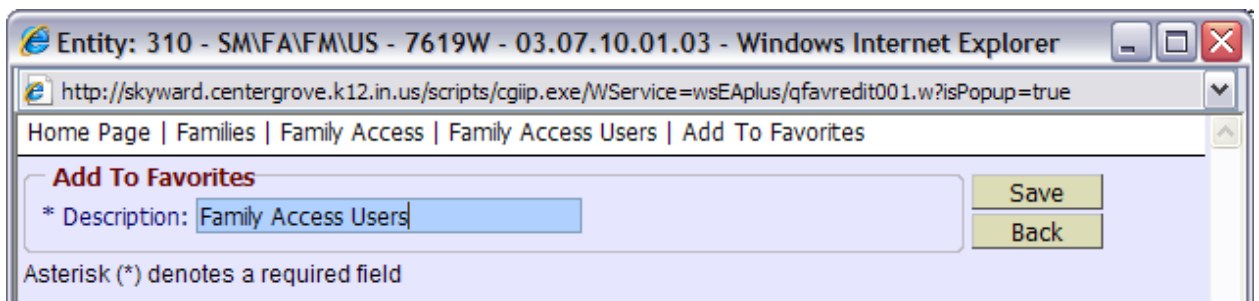 Entity: 310 - SM\FA\FM\US - 7619W - 03.07.10.01.03 - Windows Internet Explorer
http://skyward.centergrove.k12.in.us/scripts/cgiip.exe/WService=wsEAplus/qfavredit001.w?isPopup=true
Home Page | Families | Family Access | Family Access Users | Add To Favorites
Add To Favorites
* Description: Family Access Users
Save
Back
Asterisk (*) denotes a required field